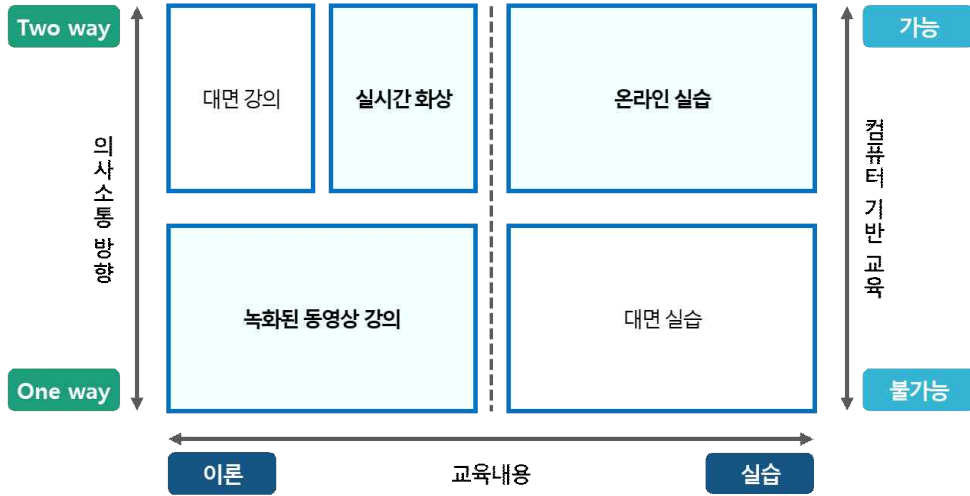 Two way
가능
대면 강의
실시간 화상
온라인 실습
의사소통 방향
컴퓨터 기반 교육
녹화된 동영상 강의
대면 실습
One way
불가능
이론
교육내용
실습